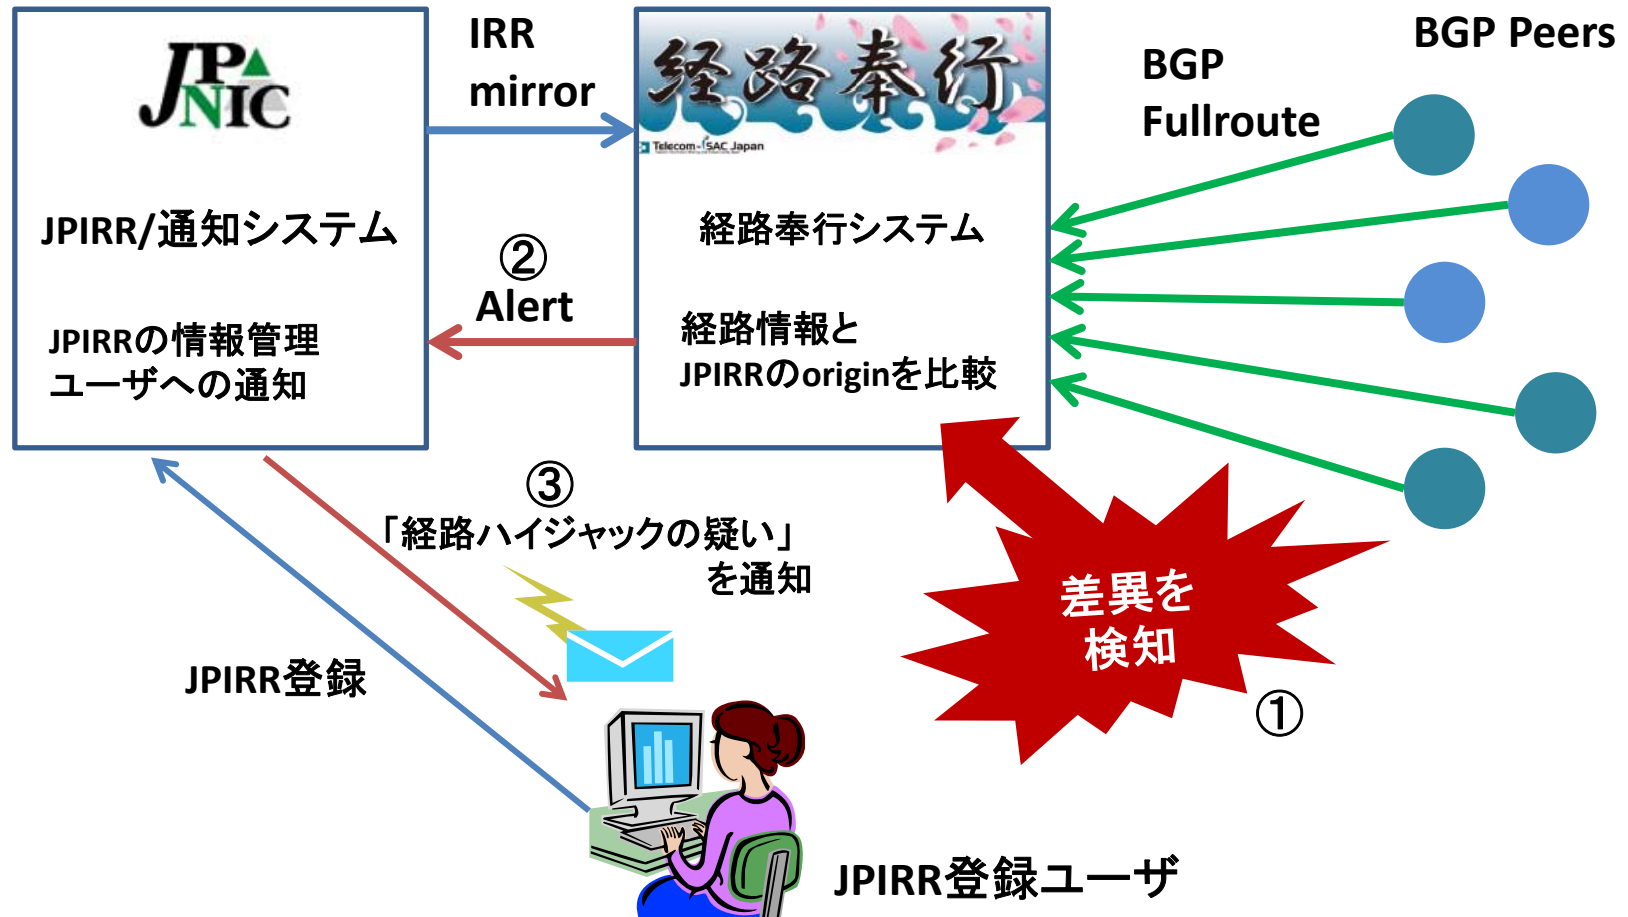 JPNIC
JPIRR/通知システム
JPIRRの情報管理
ユーザへの通知
IRR
mirror
②
Alert
経路奉行
Telecom-ISAC Japan
経路奉行システム
経路情報と
JPIRRのoriginを比較
BGP
Fullroute
BGP Peers
③
「経路ハイジャックの疑い」
を通知
差異を
検知
①
JPIRR登録
JPIRR登録ユーザ